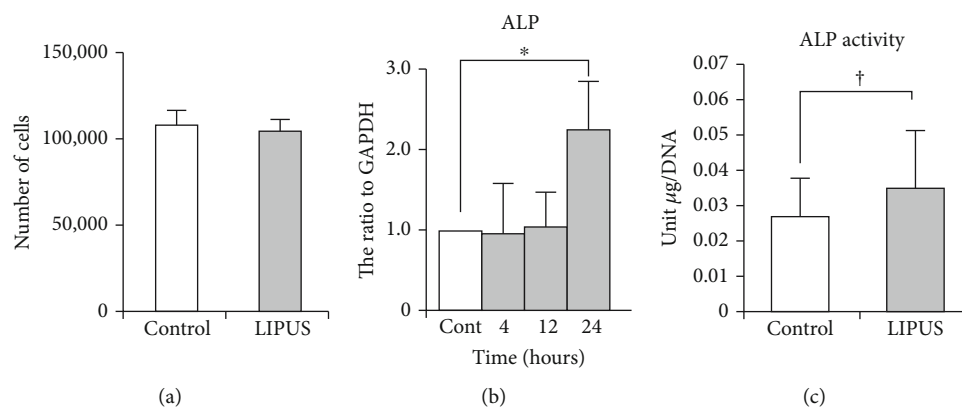 150,000
100,000
50,000
0
Number of cells
Control LIPUS
(a)
ALP
*
3.0
2.0
1.0
0
The ratio to GAPDH
Cont 4 12 24
Time (hours)
(b)
ALP activity
†
0.07
0.06
0.05
0.04
0.03
0.02
0.01
0
Unit µg/DNA
Control LIPUS
(c)